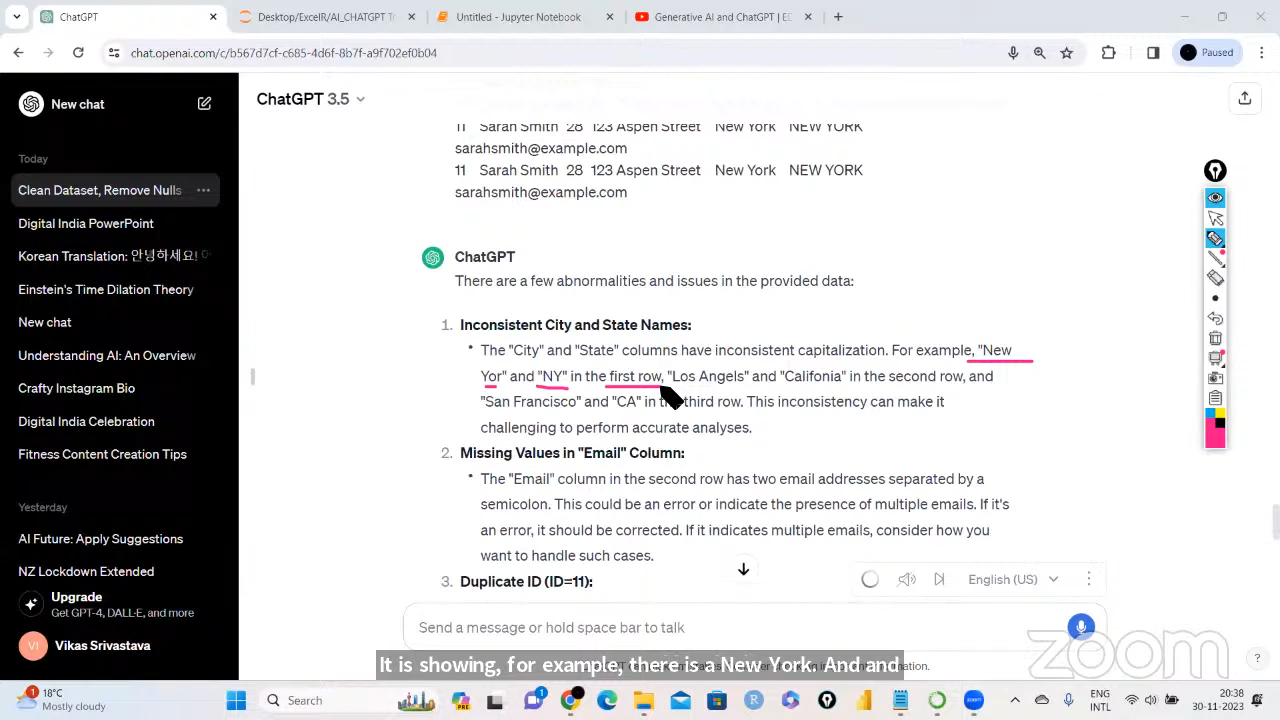 ChatGPT
Desktop/ExcelR/AI_CHATGPT Tr
Untitled - Jupyter Notebook
Generative AI and ChatGPT | EC
chat.openai.com/c/b567d7cf-c685-4d6f-8b7f-a9f702ef0b04
Paused
New chat
ChatGPT 3.5
Today
Clean Dataset, Remove Nulls
Digital India PowerPoint
Korean Translation: 안녕하세요!
Einstein's Time Dilation Theory
New chat
Understanding AI: An Overview
Crafty Instagram Bio
Digital India Celebration
Fitness Content Creation Tips
Yesterday
AI Future: Apply Suggestions
NZ Lockdown Extended
Upgrade
Get GPT-4, DALL·E, and more
VI
Vikas Srivastava
11 Sarah Smith 28 123 Aspen Street New York NEW YORK
sarahsmith@example.com
11 Sarah Smith 28 123 Aspen Street New York NEW YORK
sarahsmith@example.com
ChatGPT
There are a few abnormalities and issues in the provided data:
1. Inconsistent City and State Names:
• The "City" and "State" columns have inconsistent capitalization. For example, "New
Yor" and "NY" in the first row, "Los Angels" and "Califonia" in the second row, and
"San Francisco" and "CA" in the third row. This inconsistency can make it
challenging to perform accurate analyses.
2. Missing Values in "Email" Column:
• The "Email" column in the second row has two email addresses separated by a
semicolon. This could be an error or indicate the presence of multiple emails. If it's
an error, it should be corrected. If it indicates multiple emails, consider how you
want to handle such cases.
3. Duplicate ID (ID=11):
English (US)
Send a message or hold space bar to talk
It is showing, for example, there is a New York. And and
zoom
?
18°C
Mostly cloudy
Search
ENG
INTL
20:38
30-11-2023